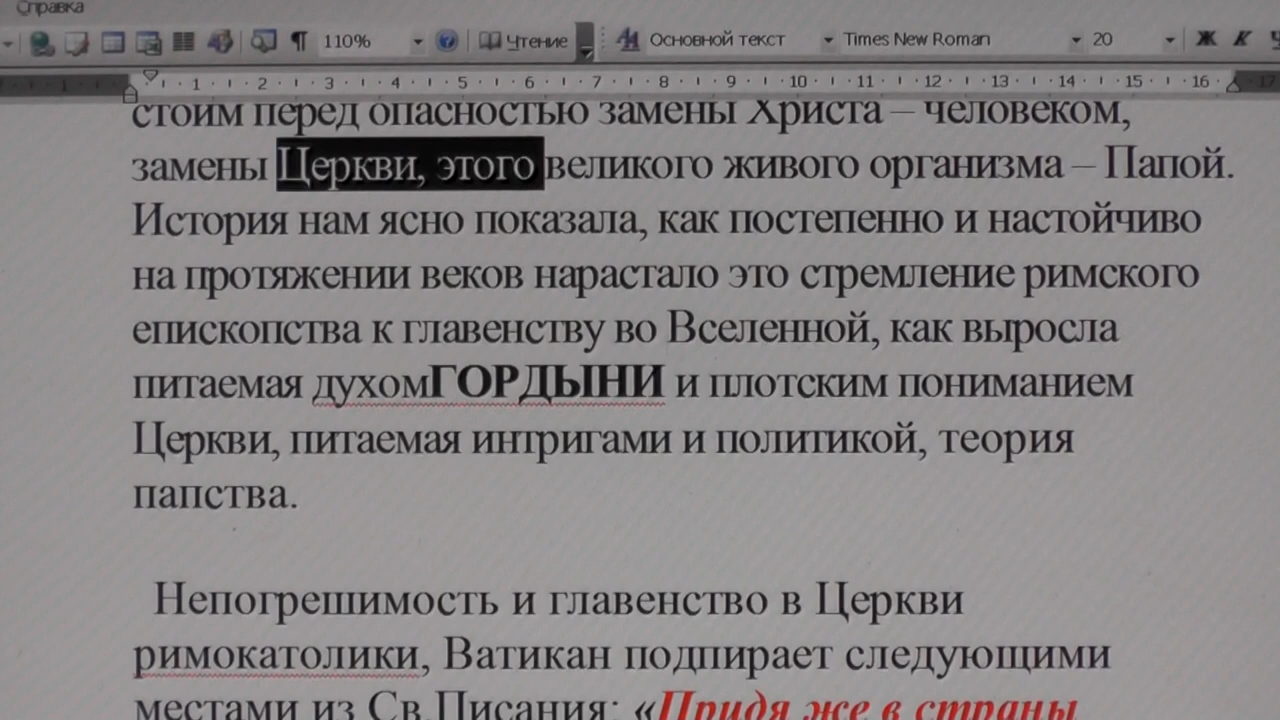 Справка
110% Чтение Основной текст Times New Roman 20 Ж К
1 1 2 3 4 5 6 7 8 9 10 11 12 13 14 15 16 17
стоим перед опасностью замены Христа – человеком,
замены Церкви, этого великого живого организма – Папой.
История нам ясно показала, как постепенно и настойчиво
на протяжении веков нарастало это стремление римского
епископства к главенству во Вселенной, как выросла
питаемая духомГОРДЫНИ и плотским пониманием
Церкви, питаемая интригами и политикой, теория
папства.
Непогрешимость и главенство в Церкви
римокатолики, Ватикан подпирает следующими
местами из Св.Писания: «Придя же в страны